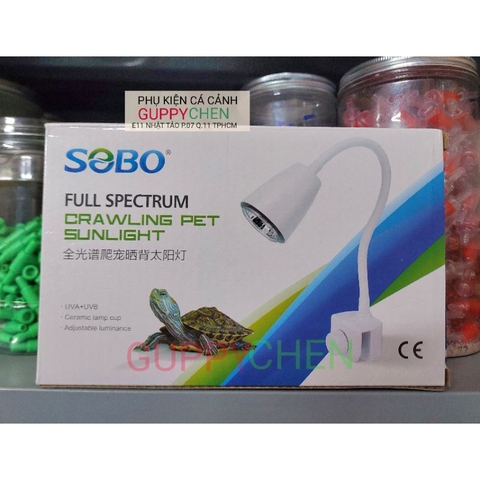 PHỤ KIỆN CÁ CẢNH
GUPPYCHEN
E11 NHẬT TẢO P.07 Q.11 TPHCM
SOBO®
FULL SPECTRUM
CRAWLING PET
SUNLIGHT
全光谱爬宠晒背太阳灯
· UVA+UVB
· Ceramic lamp cup
· Adjustable luminance
GUPPYCHEN
CE